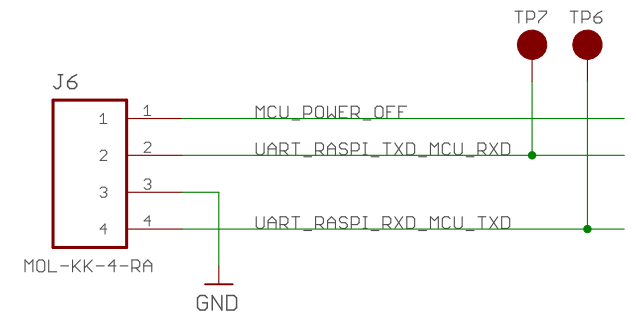 TP7 TP6
J6
1 1 MCU_POWER_OFF
2 2 UART_RASPI_TXD_MCU_RXD
3 3
4 4 UART_RASPI_RXD_MCU_TXD
MOL-KK-4-RA
GND